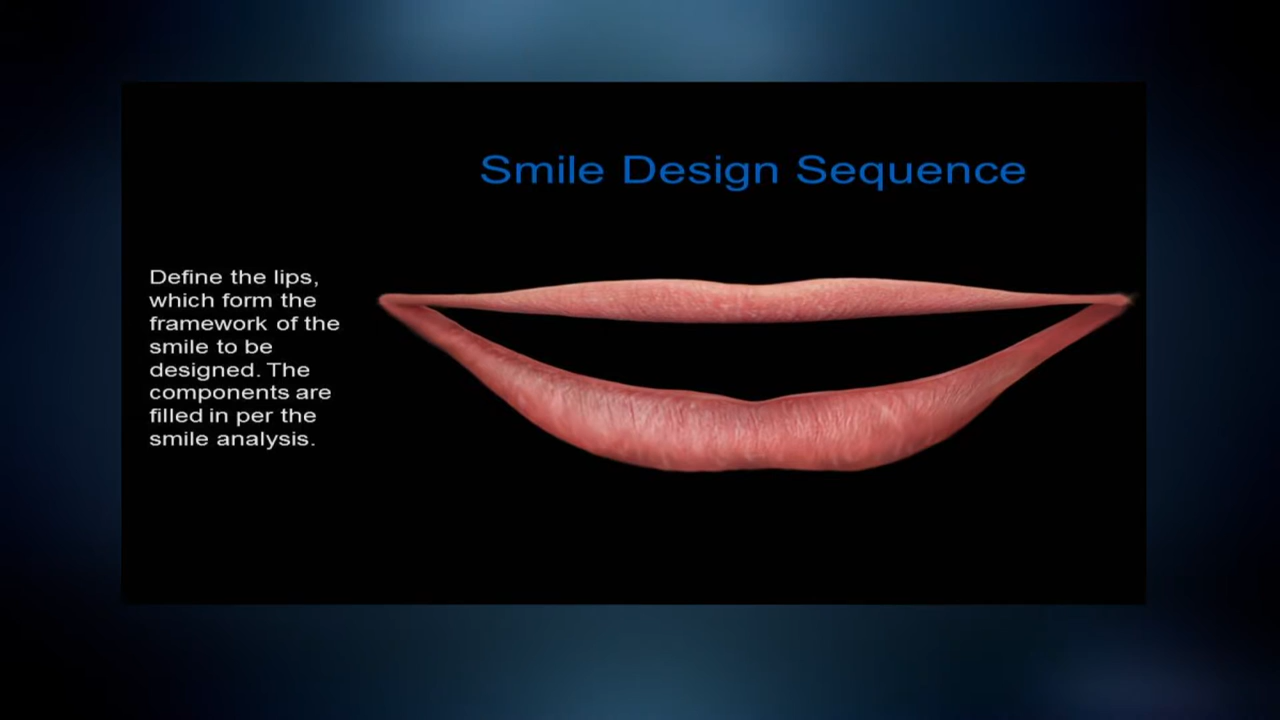 Smile Design Sequence
Define the lips,
which form the
framework of the
smile to be
designed. The
components are
filled in per the
smile analysis.